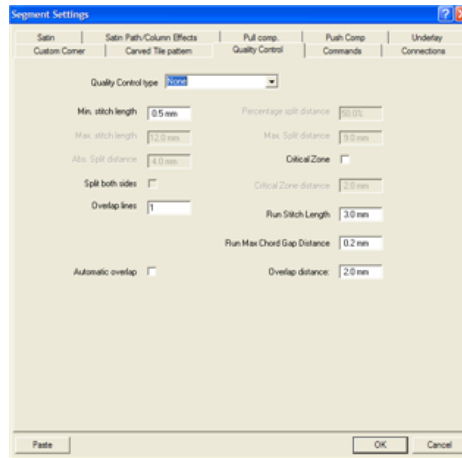 Segment Settings
Satin Satin Path/Column Effects Pull comp. Push Comp Underlay
Custom Corner Carved Tile pattern Quality Control Commands Connections
Quality Control type None
Min. stitch length 0.5 mm Percentage split distance 50.0%
Max. stitch length 12.0 mm Max. Split distance 9.0 mm
Abs. Split distance 4.0 mm Critical Zone
Split both sides Critical Zone distance 2.0 mm
Overlap lines 1 Run Stitch Length 3.0 mm
Run Max Chord Gap Distance 0.2 mm
Automatic overlap Overlap distance: 2.0 mm
Paste OK Cancel